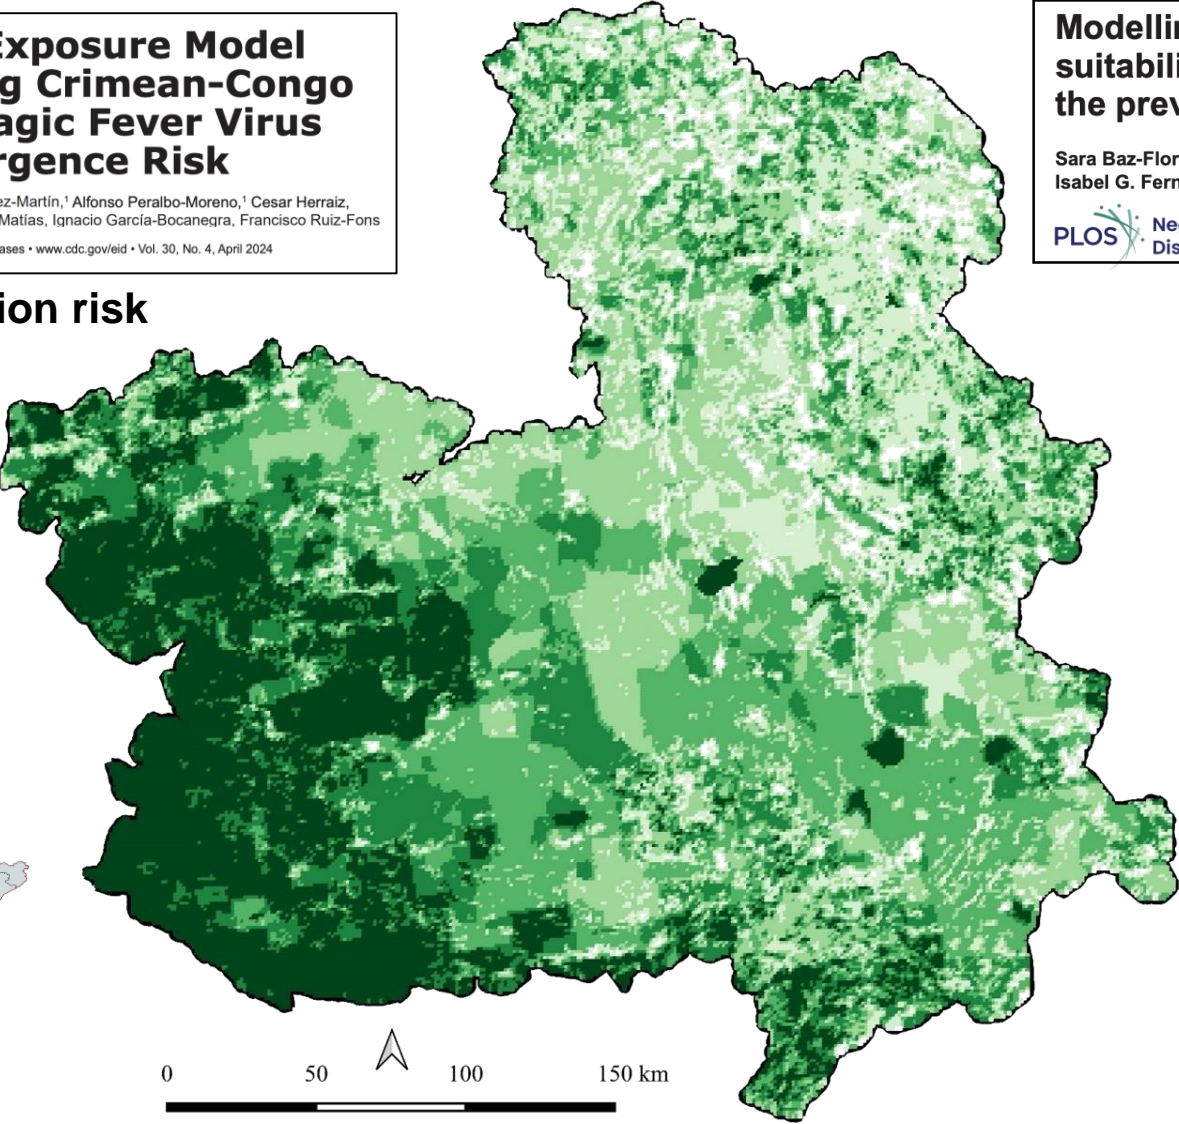 Exposure Model
g Crimean-Congo
agic Fever Virus
rgence Risk
ez-Martín,¹ Alfonso Peralbo-Moreno,¹ Cesar Herraiz,
Matías, Ignacio García-Bocanegra, Francisco Ruiz-Fons
ases • www.cdc.gov/eid • Vol. 30, No. 4, April 2024
ion risk
Modellin
suitabili
the prev
Sara Baz-Flor
Isabel G. Fern
PLOS
Ne
Dis
0 50 100 150 km